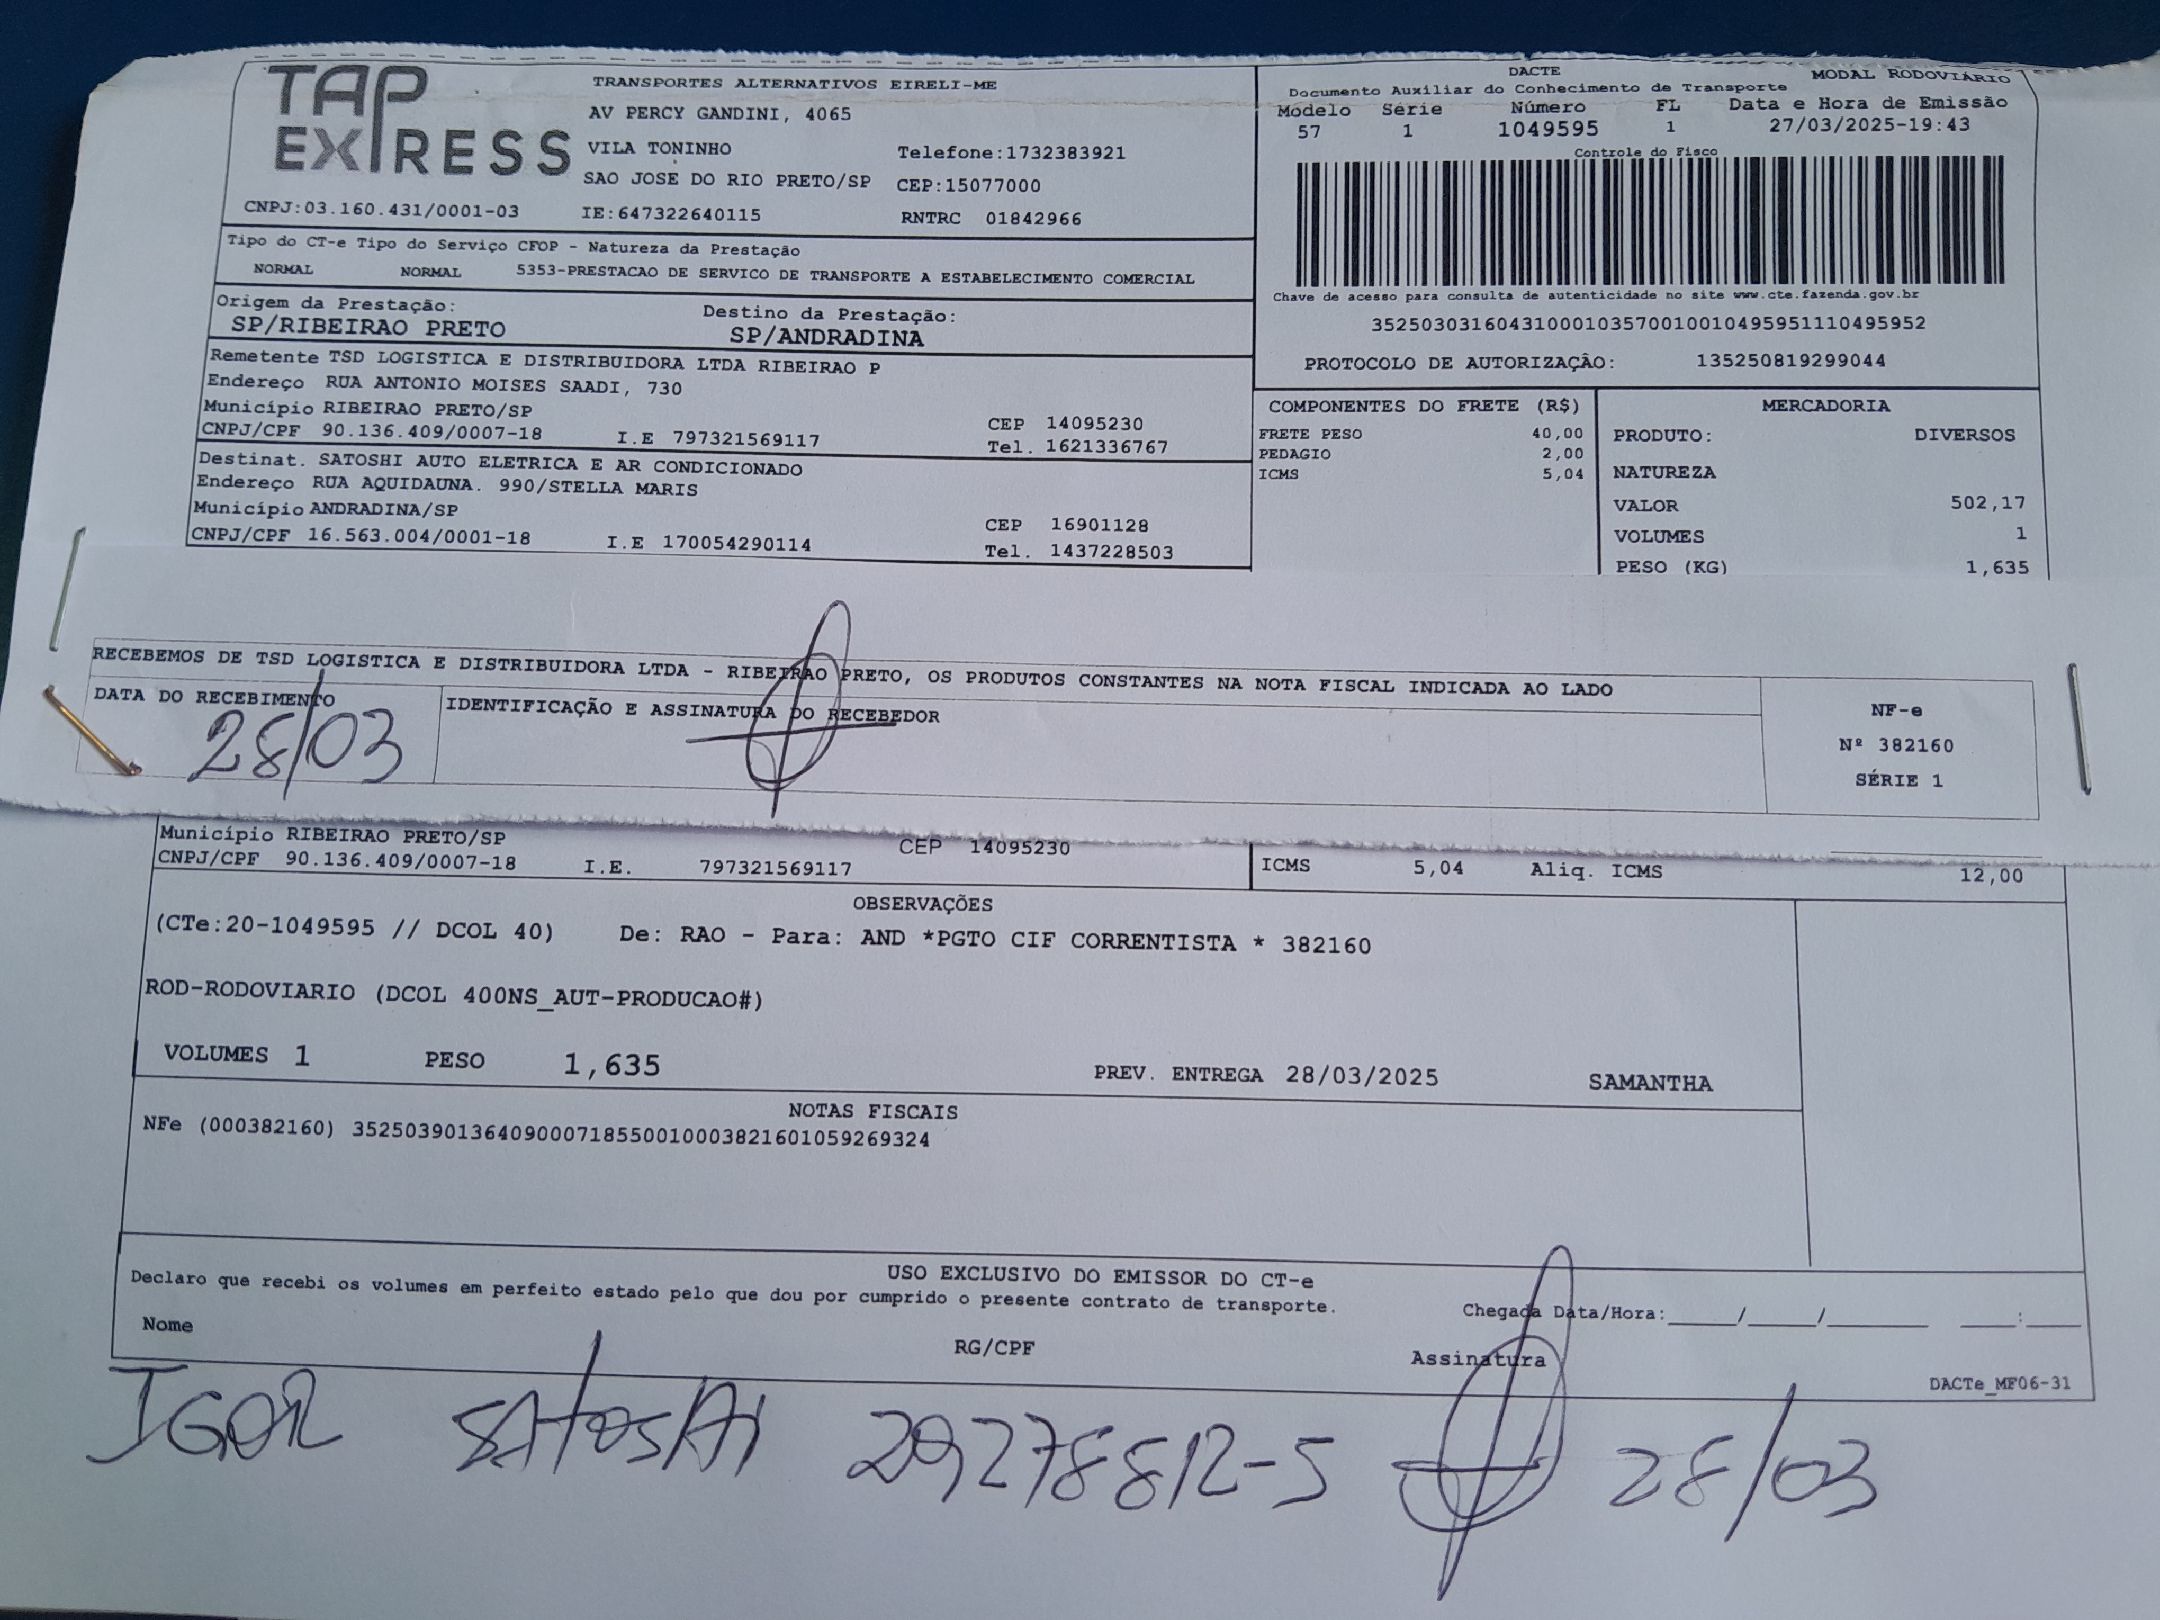 TAP EXPRESS
TRANSPORTES ALTERNATIVOS EIRELI-ME
AV PERCY GANDINI, 4065
VILA TONINHO Telefone:1732383921
SAO JOSE DO RIO PRETO/SP CEP:15077000
CNPJ:03.160.431/0001-03 IE:647322640115 RNTRC 01842966
DACTE MODAL RODOVIÁRIO
Documento Auxiliar do Conhecimento de Transporte
Modelo Série Número FL Data e Hora de Emissão
57 1 1049595 1 27/03/2025-19:43
Controle do Fisco
Chave de acesso para consulta de autenticidade no site www.cte.fazenda.gov.br
35250303160431000103570010010495951110495952
PROTOCOLO DE AUTORIZAÇÃO: 135250819299044
Tipo do CT-e Tipo do Serviço CFOP - Natureza da Prestação
NORMAL NORMAL 5353-PRESTACAO DE SERVICO DE TRANSPORTE A ESTABELECIMENTO COMERCIAL
Origem da Prestação: Destino da Prestação:
SP/RIBEIRAO PRETO SP/ANDRADINA
Remetente TSD LOGISTICA E DISTRIBUIDORA LTDA RIBEIRAO P
Endereço RUA ANTONIO MOISES SAADI, 730
Município RIBEIRAO PRETO/SP CEP 14095230
CNPJ/CPF 90.136.409/0007-18 I.E 797321569117 Tel. 1621336767
Destinat. SATOSHI AUTO ELETRICA E AR CONDICIONADO
Endereço RUA AQUIDAUNA. 990/STELLA MARIS
Município ANDRADINA/SP CEP 16901128
CNPJ/CPF 16.563.004/0001-18 I.E 170054290114 Tel. 1437228503
COMPONENTES DO FRETE (R$)
FRETE PESO 40,00
PEDAGIO 2,00
ICMS 5,04
MERCADORIA
PRODUTO: DIVERSOS
NATUREZA
VALOR 502,17
VOLUMES 1
PESO (KG) 1,635
RECEBEMOS DE TSD LOGISTICA E DISTRIBUIDORA LTDA - RIBEIRAO PRETO, OS PRODUTOS CONSTANTES NA NOTA FISCAL INDICADA AO LADO
DATA DO RECEBIMENTO IDENTIFICAÇÃO E ASSINATURA DO RECEBEDOR
28/03
NF-e
Nº 382160
SÉRIE 1
Município RIBEIRAO PRETO/SP CEP 14095230
CNPJ/CPF 90.136.409/0007-18 I.E. 797321569117
ICMS 5,04 Aliq. ICMS 12,00
OBSERVAÇÕES
(CTe:20-1049595 // DCOL 40) De: RAO - Para: AND *PGTO CIF CORRENTISTA * 382160
ROD-RODOVIARIO (DCOL 400NS_AUT-PRODUCAO#)
VOLUMES 1 PESO 1,635 PREV. ENTREGA 28/03/2025 SAMANTHA
NOTAS FISCAIS
NFe (000382160) 35250390136409000718550010003821601059269324
USO EXCLUSIVO DO EMISSOR DO CT-e
Declaro que recebi os volumes em perfeito estado pelo que dou por cumprido o presente contrato de transporte.
Chegada Data/Hora:_____/_____/________ ____:____
Nome RG/CPF Assinatura
DACTe_MF06-31
IGOR SATOSHI 29278812-5 28/03